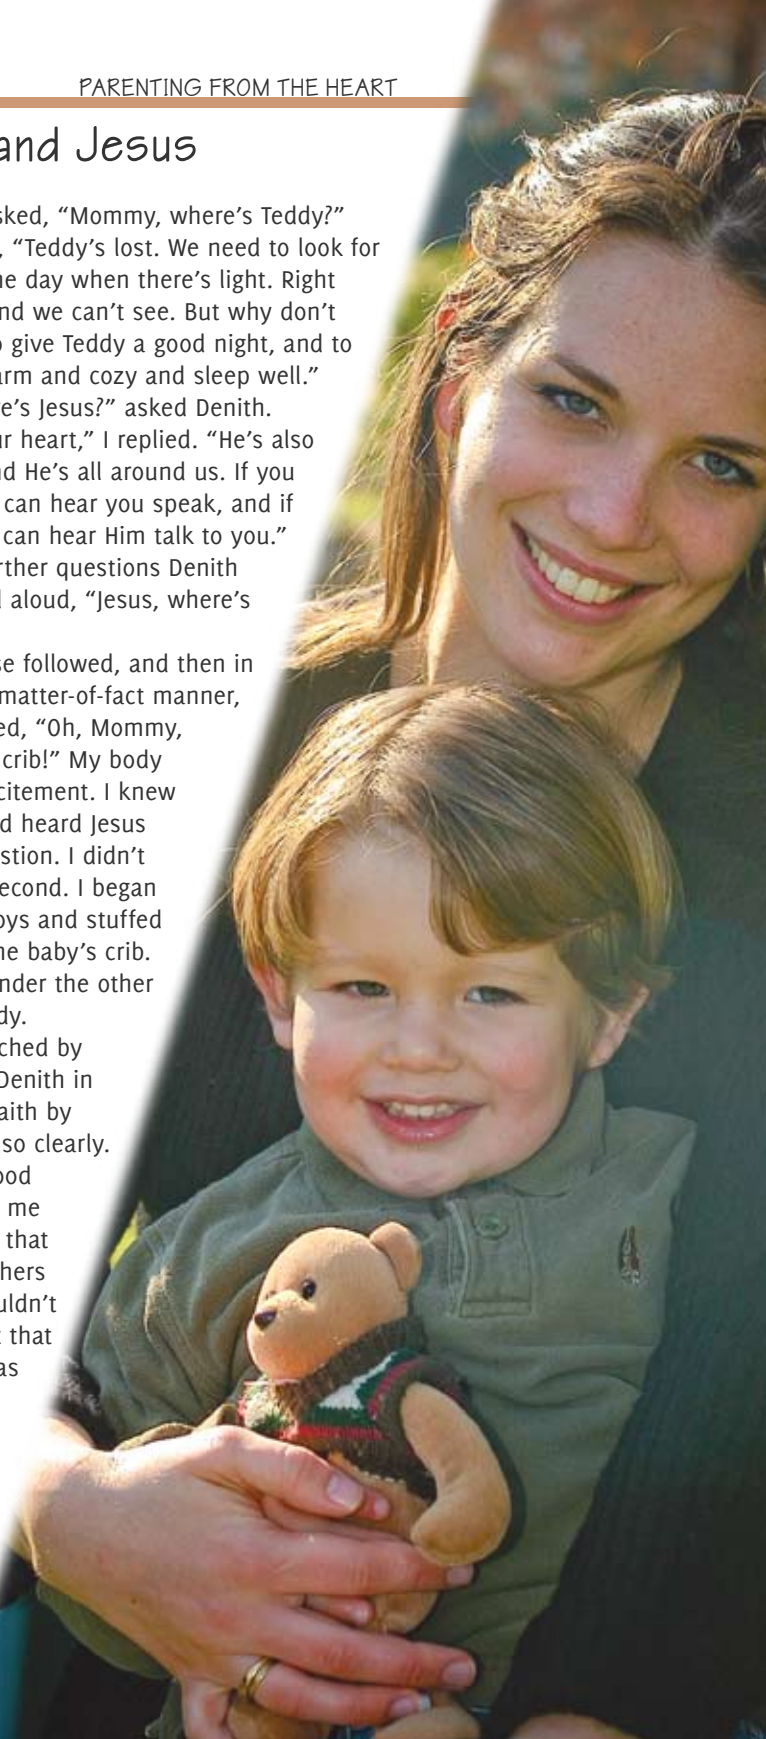 PARENTING FROM THE HEART
and Jesus
sked, “Mommy, where’s Teddy?”
, “Teddy’s lost. We need to look for
he day when there’s light. Right
nd we can’t see. But why don’t
o give Teddy a good night, and to
arm and cozy and sleep well.”
re’s Jesus?” asked Denith.
ur heart,” I replied. “He’s also
nd He’s all around us. If you
can hear you speak, and if
can hear Him talk to you.”
rther questions Denith
d aloud, “Jesus, where’s
se followed, and then in
matter-of-fact manner,
ed, “Oh, Mommy,
crib!” My body
citement. I knew
d heard Jesus
stion. I didn’t
econd. I began
oys and stuffed
he baby’s crib.
nder the other
dy.
ched by
Denith in
aith by
so clearly.
ood
me
that
hers
uldn’t
t that
as